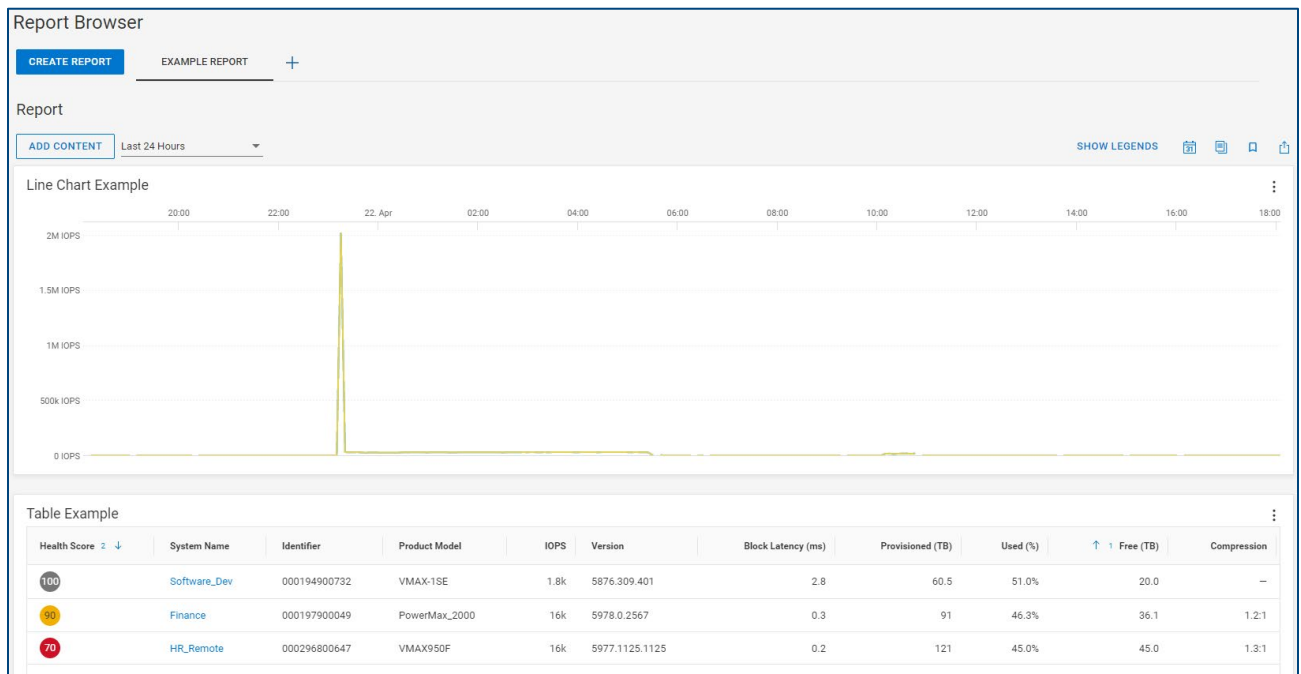 Report Browser
CREATE REPORT EXAMPLE REPORT +
Report
ADD CONTENT Last 24 Hours SHOW LEGENDS 31
Line Chart Example
20:00 22:00 22. Apr 02:00 04:00 06:00 08:00 10:00 12:00 14:00 16:00 18:00
2M IOPS
1.5M IOPS
1M IOPS
500k IOPS
0 IOPS
Table Example
Health Score 2 ↓ System Name Identifier Product Model IOPS Version Block Latency (ms) Provisioned (TB) Used (%) ↑ 1 Free (TB) Compression
100 Software_Dev 000194900732 VMAX-1SE 1.8k 5876.309.401 2.8 60.5 51.0% 20.0 –
90 Finance 000197900049 PowerMax_2000 16k 5978.0.2567 0.3 91 46.3% 36.1 1.2:1
70 HR_Remote 000296800647 VMAX950F 16k 5977.1125.1125 0.2 121 45.0% 45.0 1.3:1